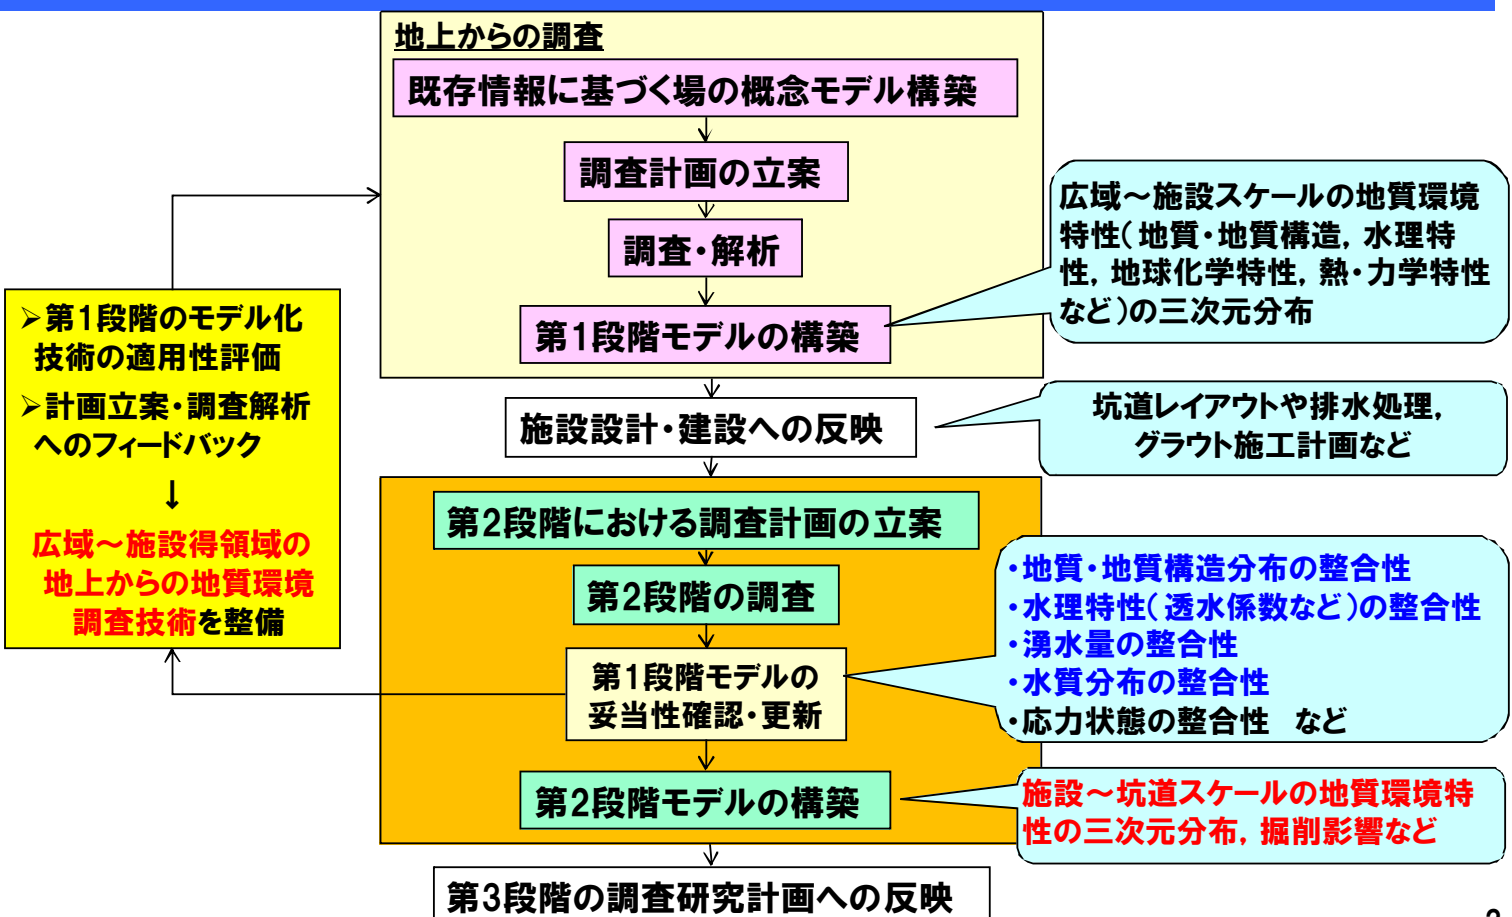 地上からの調査
既存情報に基づく場の概念モデル構築
調査計画の立案
調査・解析
第1段階モデルの構築
広域～施設スケールの地質環境
特性（地質・地質構造，水理特
性，地球化学特性，熱・力学特性
など）の三次元分布
施設設計・建設への反映
坑道レイアウトや排水処理，
グラウト施工計画など
第2段階における調査計画の立案
第2段階の調査
第1段階モデルの
妥当性確認・更新
・地質・地質構造分布の整合性
・水理特性（透水係数など）の整合性
・湧水量の整合性
・水質分布の整合性
・応力状態の整合性　など
第2段階モデルの構築
施設～坑道スケールの地質環境特
性の三次元分布，掘削影響など
第3段階の調査研究計画への反映
➢第1段階のモデル化
技術の適用性評価
➢計画立案・調査解析
へのフィードバック
↓
広域～施設得領域の
地上からの地質環境
調査技術を整備